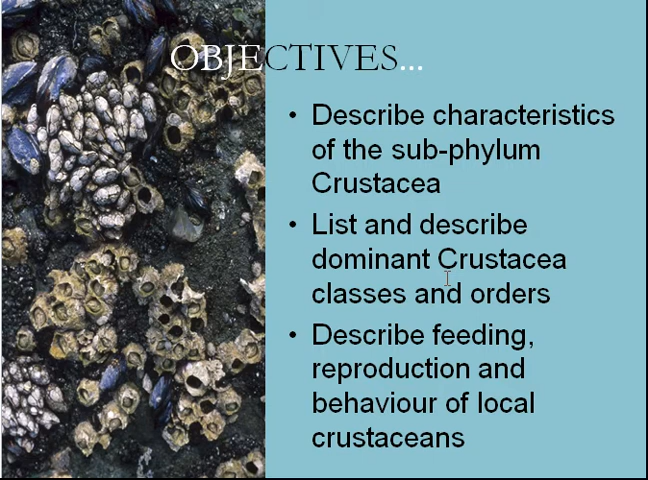 OBJECTIVES...
• Describe characteristics
of the sub-phylum
Crustacea
• List and describe
dominant Crustacea
classes and orders
• Describe feeding,
reproduction and
behaviour of local
crustaceans